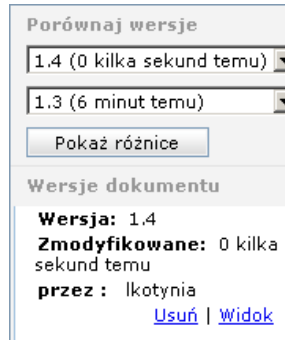 Porównaj wersje
1.4 (0 kilka sekund temu)
1.3 (6 minut temu)
Pokaż różnice
Wersje dokumentu
Wersja: 1.4
Zmodyfikowane: 0 kilka
sekund temu
przez : Ikotynia
Usuń | Widok